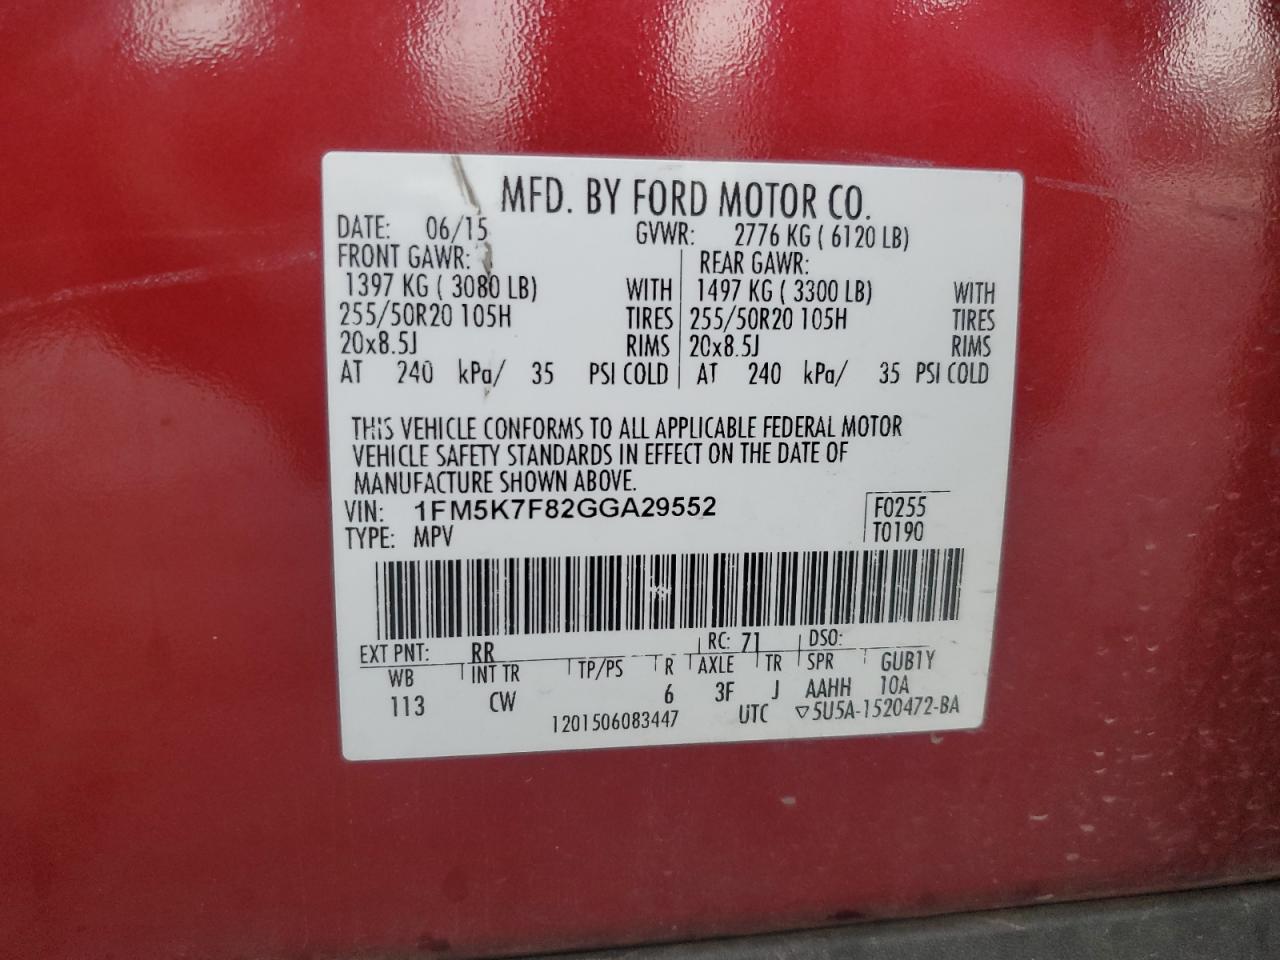 MFD. BY FORD MOTOR CO.
DATE: 06/15 GVWR: 2776 KG ( 6120 LB)
FRONT GAWR: REAR GAWR:
1397 KG ( 3080 LB) WITH 1497 KG ( 3300 LB) WITH
255/50R20 105H TIRES 255/50R20 105H TIRES
20x8.5J RIMS 20x8.5J RIMS
AT 240 kPa/ 35 PSI COLD AT 240 kPa/ 35 PSI COLD
THIS VEHICLE CONFORMS TO ALL APPLICABLE FEDERAL MOTOR
VEHICLE SAFETY STANDARDS IN EFFECT ON THE DATE OF
MANUFACTURE SHOWN ABOVE.
VIN: 1FM5K7F82GGA29552 F0255
TYPE: MPV T0190
EXT PNT: RR RC: 71 DSO:
WB INT TR TP/PS R AXLE TR SPR GUB1Y
113 CW 6 3F J AAHH 10A
1201506083447 UTC ▽5U5A-1520472-BA